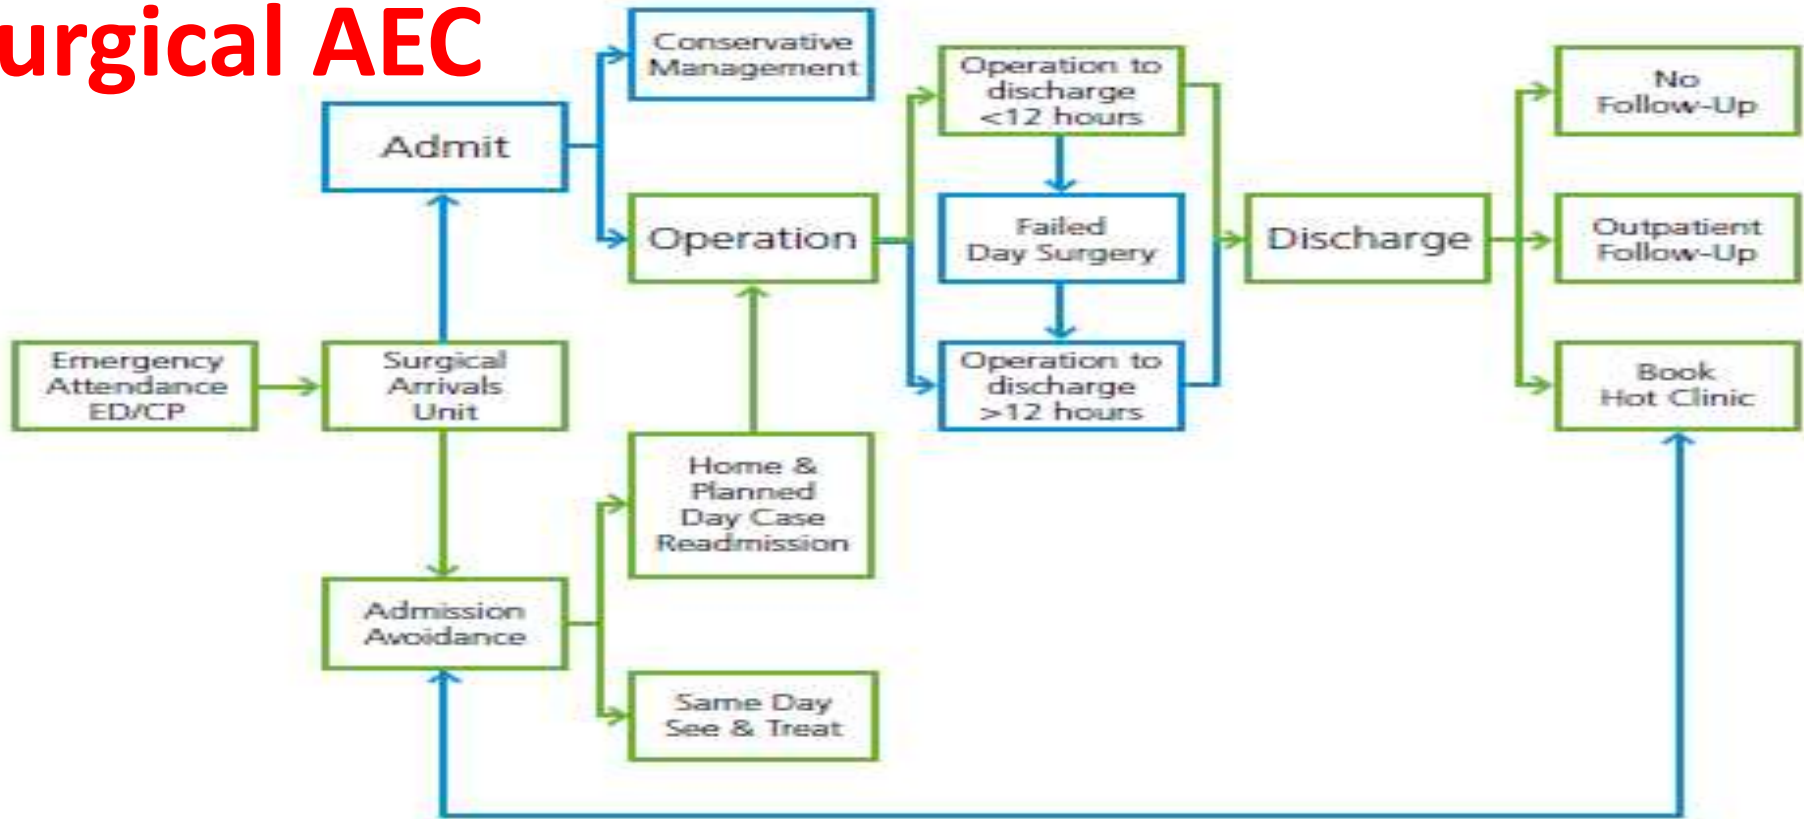 urgical AEC
Conservative
Management
Operation to
discharge
<12 hours
No
Follow-Up
Admit
Operation
Failed
Day Surgery
Discharge
Outpatient
Follow-Up
Emergency
Attendance
ED/CP
Surgical
Arrivals
Unit
Operation to
discharge
>12 hours
Book
Hot Clinic
Home &
Planned
Day Case
Readmission
Admission
Avoidance
Same Day
See & Treat